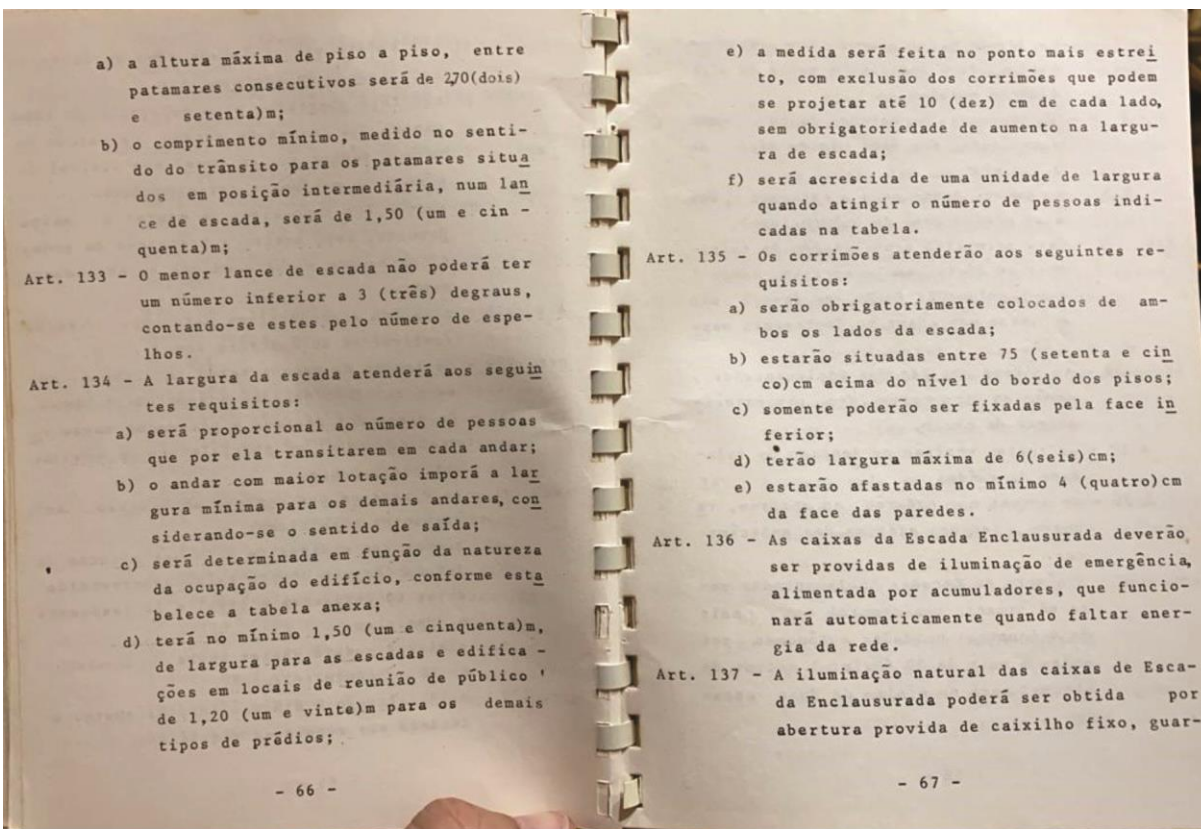 a) a altura máxima de piso a piso, entre
patamares consecutivos será de 270(dois)
e setenta)m;
b) o comprimento mínimo, medido no senti-
do do trânsito para os patamares situa
dos em posição intermediária, num lan
ce de escada, será de 1,50 (um e cin -
quenta)m;
Art. 133 - O menor lance de escada não poderá ter
um número inferior a 3 (três) degraus,
contando-se estes pelo número de espe-
lhos.
Art. 134 - A largura da escada atenderá aos seguin
tes requisitos:
a) será proporcional ao número de pessoas
que por ela transitarem em cada andar;
b) o andar com maior lotação imporá a lar
gura mínima para os demais andares, con
siderando-se o sentido de saída;
c) será determinada em função da natureza
da ocupação do edifício, conforme esta
belece a tabela anexa;
d) terá no mínimo 1,50 (um e cinquenta)m,
de largura para as escadas e edifica -
ções em locais de reunião de público '
de 1,20 (um e vinte)m para os demais
tipos de prédios;
- 66 -
e) a medida será feita no ponto mais estrei
to, com exclusão dos corrimões que podem
se projetar até 10 (dez) cm de cada lado,
sem obrigatoriedade de aumento na largu-
ra de escada;
f) será acrescida de uma unidade de largura
quando atingir o número de pessoas indi-
cadas na tabela.
Art. 135 - Os corrimões atenderão aos seguintes re-
quisitos:
a) serão obrigatoriamente colocados de am-
bos os lados da escada;
b) estarão situadas entre 75 (setenta e cin
co)cm acima do nível do bordo dos pisos;
c) somente poderão ser fixadas pela face in
ferior;
d) terão largura máxima de 6(seis)cm;
e) estarão afastadas no mínimo 4 (quatro)cm
da face das paredes.
Art. 136 - As caixas da Escada Enclausurada deverão
ser providas de iluminação de emergência,
alimentada por acumuladores, que funcio-
nará automaticamente quando faltar ener-
gia da rede.
Art. 137 - A iluminação natural das caixas de Esca-
da Enclausurada poderá ser obtida por
abertura provida de caixilho fixo, guar-
- 67 -